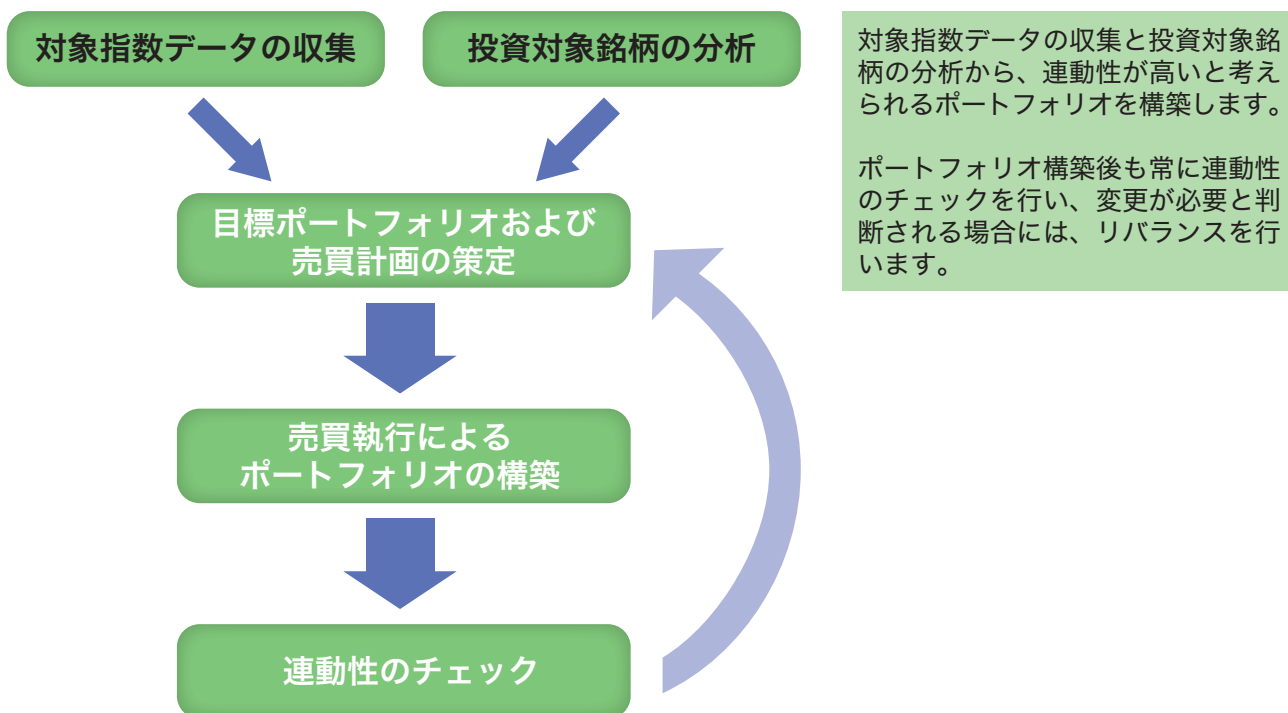 対象指数データの収集
投資対象銘柄の分析
目標ポートフォリオおよび
売買計画の策定
売買執行による
ポートフォリオの構築
連動性のチェック
対象指数データの収集と投資対象銘
柄の分析から、連動性が高いと考え
られるポートフォリオを構築します。
ポートフォリオ構築後も常に連動性
のチェックを行い、変更が必要と判
断される場合には、リバランスを行
います。